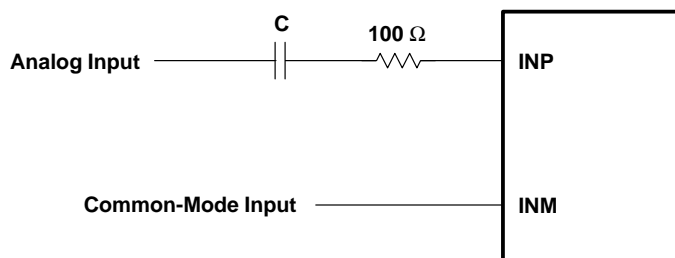 C
100 Ω
Analog Input
INP
Common-Mode Input
INM